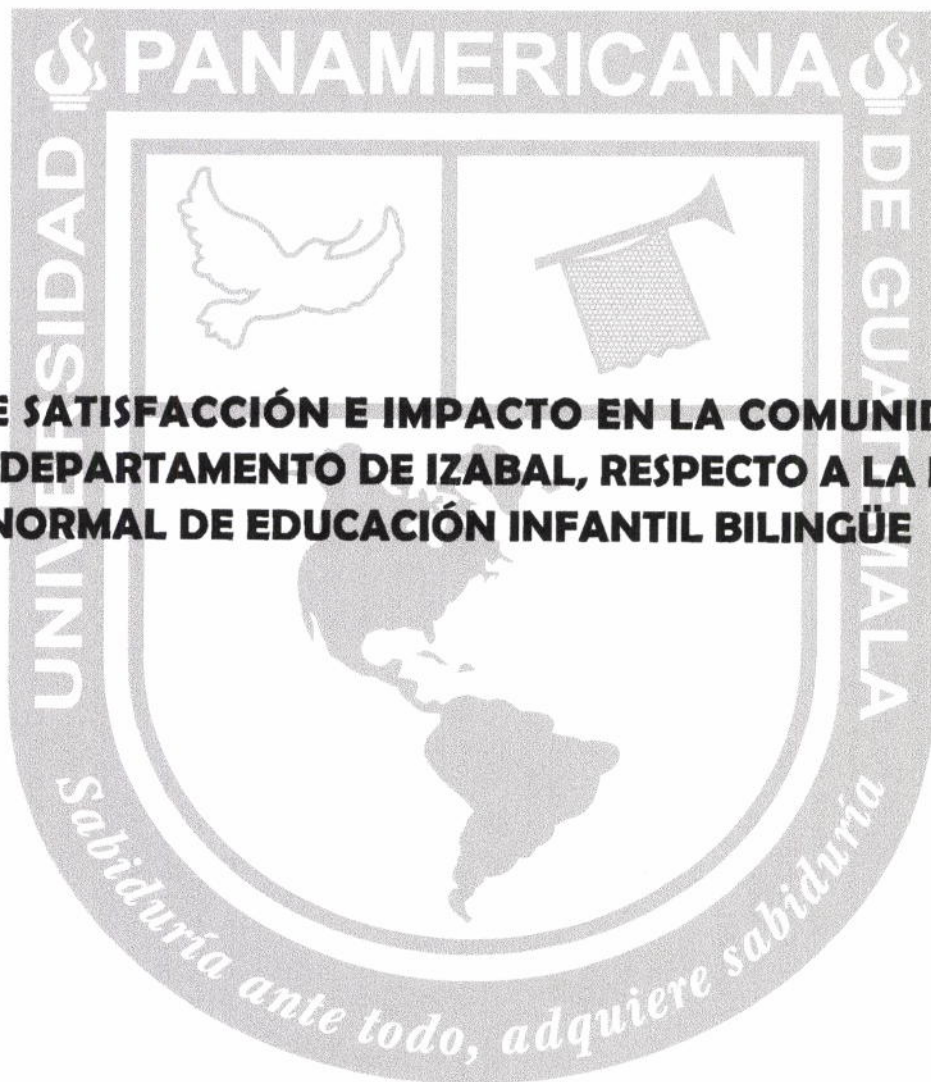 UNIVERSIDAD PANAMERICANA DE GUATEMALA
E SATISFACCIÓN E IMPACTO EN LA
DEPARTAMENTO DE IZABAL, RESPECTO A LA
NORMAL DE EDUCACIÓN INFANTIL BILINGÜE
Sabiduría ante todo, adquiere sabiduría